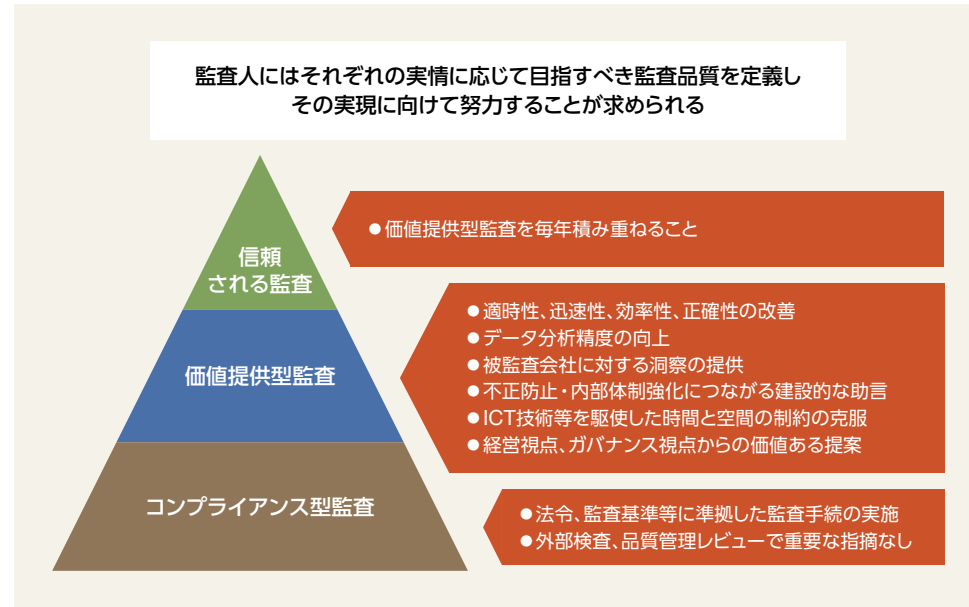 監査人にはそれぞれの実情に応じて目指すべき監査品質を定義し
その実現に向けて努力することが求められる
信頼
される監査
●価値提供型監査を毎年積み重ねること
価値提供型監査
●適時性、迅速性、効率性、正確性の改善
●データ分析精度の向上
●被監査会社に対する洞察の提供
●不正防止・内部体制強化につながる建設的な助言
●ICT技術等を駆使した時間と空間の制約の克服
●経営視点、ガバナンス視点からの価値ある提案
コンプライアンス型監査
●法令、監査基準等に準拠した監査手続の実施
●外部検査、品質管理レビューで重要な指摘なし